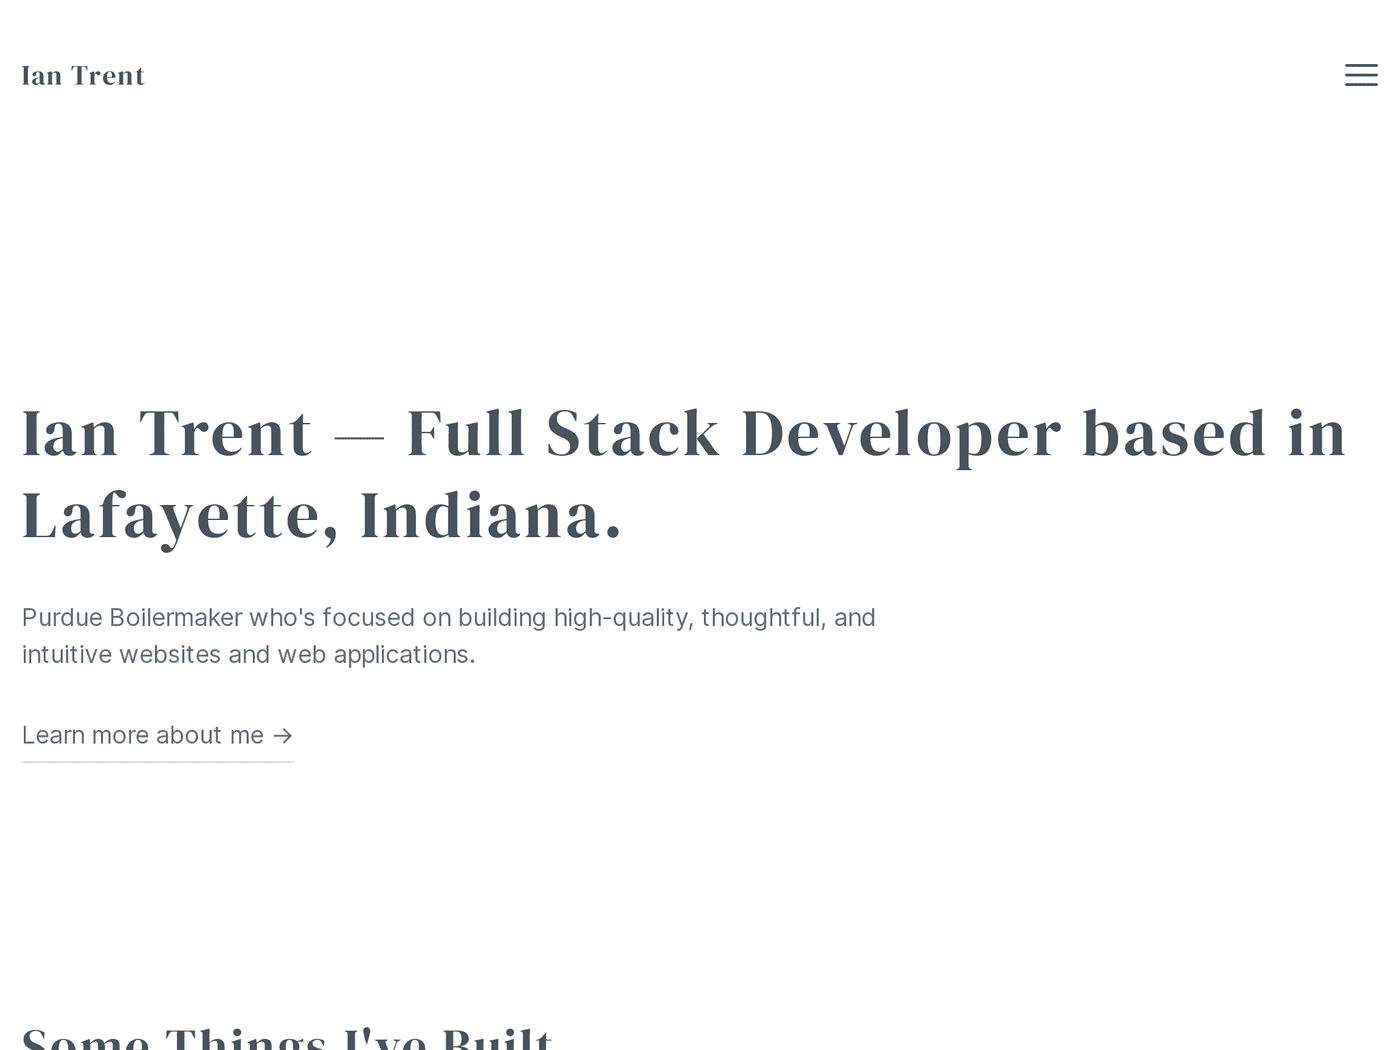 Ian Trent
Ian Trent — Full Stack Developer based in
Lafayette, Indiana.
Purdue Boilermaker who's focused on building high-quality, thoughtful, and
intuitive websites and web applications.
Learn more about me →
Some Things I've Built